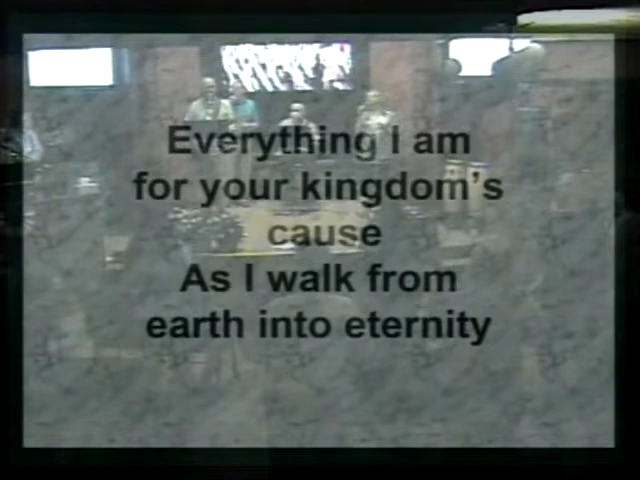 Everything I am
for your kingdom's
cause
As I walk from
earth into eternity